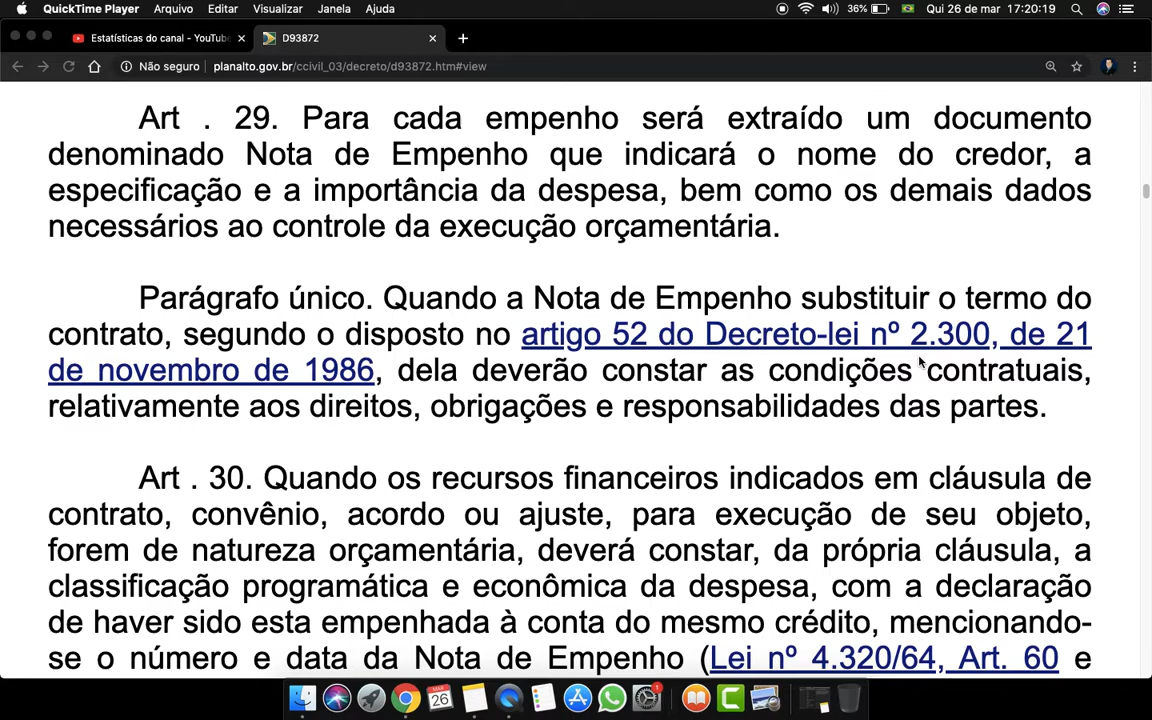 QuickTime Player Arquivo Editar Visualizar Janela Ajuda 36% Qui 26 de mar 17:20:19
Estatísticas do canal - YouTube D93872
Não seguro planalto.gov.br/ccivil_03/decreto/d93872.htm#view
Art . 29. Para cada empenho será extraído um documento
denominado Nota de Empenho que indicará o nome do credor, a
especificação e a importância da despesa, bem como os demais dados
necessários ao controle da execução orçamentária.
Parágrafo único. Quando a Nota de Empenho substituir o termo do
contrato, segundo o disposto no artigo 52 do Decreto-lei nº 2.300, de 21
de novembro de 1986, dela deverão constar as condições contratuais,
relativamente aos direitos, obrigações e responsabilidades das partes.
Art . 30. Quando os recursos financeiros indicados em cláusula de
contrato, convênio, acordo ou ajuste, para execução de seu objeto,
forem de natureza orçamentária, deverá constar, da própria cláusula, a
classificação programática e econômica da despesa, com a declaração
de haver sido esta empenhada à conta do mesmo crédito, mencionando-
se o número e data da Nota de Empenho (Lei nº 4.320/64, Art. 60 e
26
1